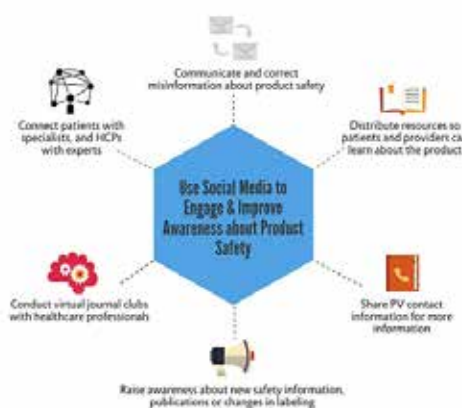 Communicate and correct
misinformation about product safety
Connect patients with
specialists, and HCPs
with experts
Distribute resources so
patients and providers ca
learn about the product
Use Social Media to
Engage & Improve
Awareness about Product
Safety
Conduct virtual journal clubs
with healthcare professionals
Share PV contact
information for more
information
Raise awareness about new safety information,
publications or changes in labeling